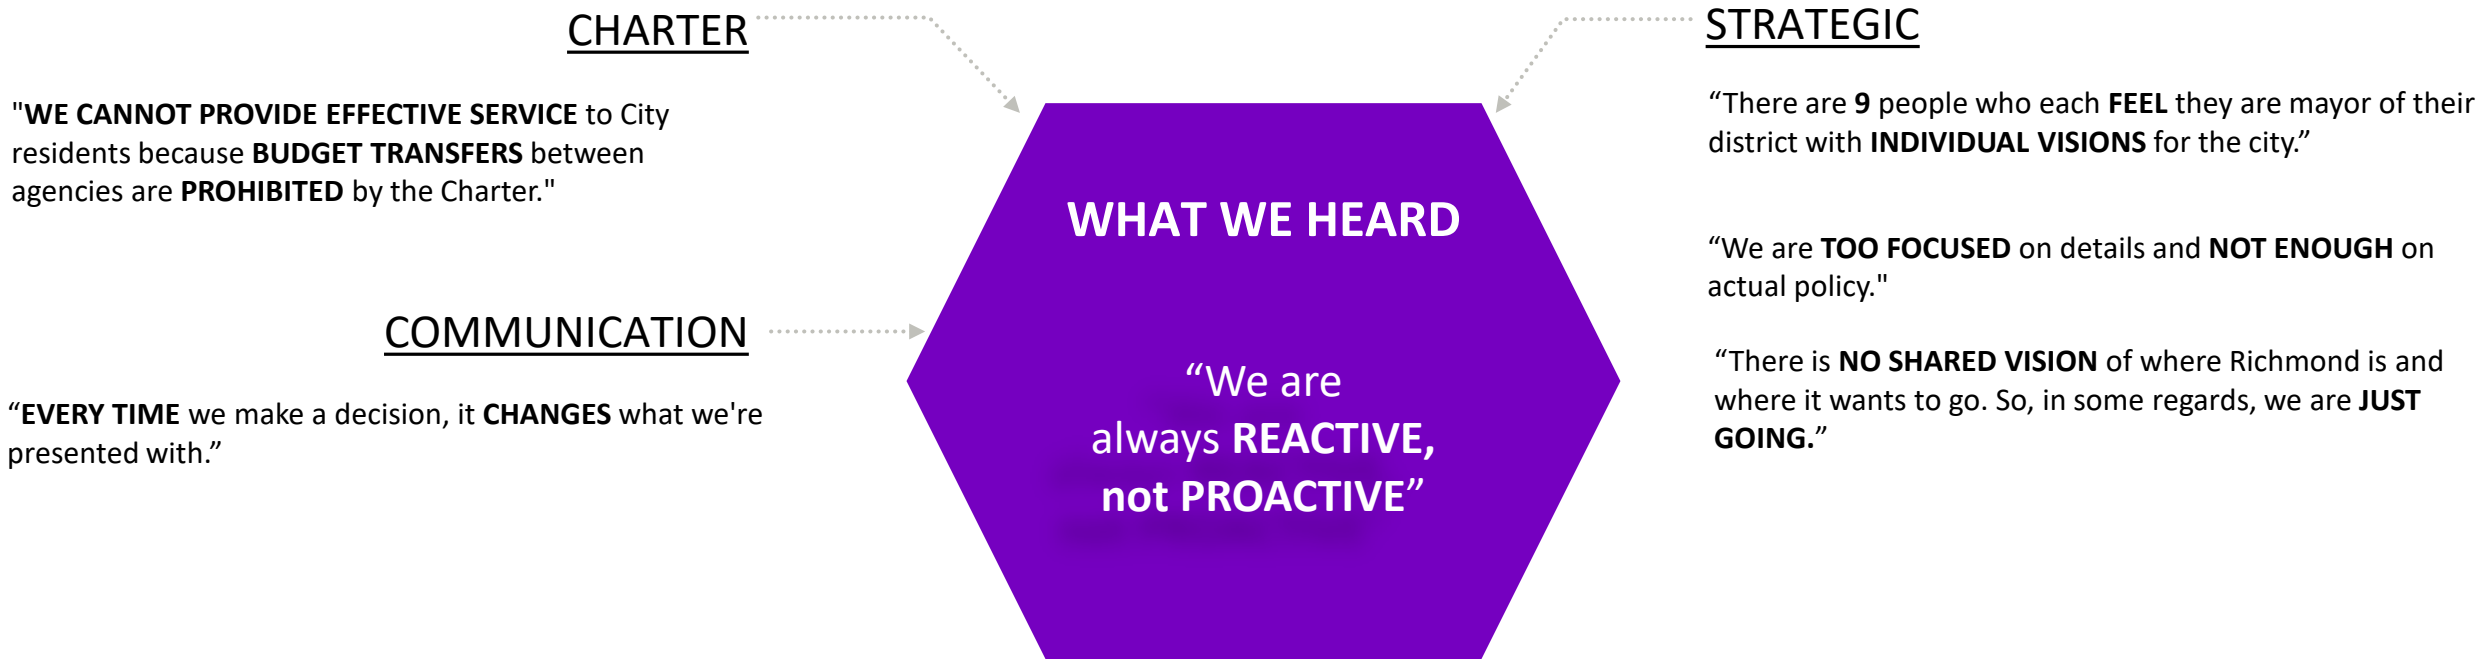 CHARTER
"WE CANNOT PROVIDE EFFECTIVE SERVICE to City
residents because BUDGET TRANSFERS between
agencies are PROHIBITED by the Charter."
COMMUNICATION
“EVERY TIME we make a decision, it CHANGES what we're
presented with.”
WHAT WE HEARD
“We are
always REACTIVE,
not PROACTIVE”
STRATEGIC
“There are 9 people who each FEEL they are mayor of their
district with INDIVIDUAL VISIONS for the city.”
“We are TOO FOCUSED on details and NOT ENOUGH on
actual policy."
“There is NO SHARED VISION of where Richmond is and
where it wants to go. So, in some regards, we are JUST
GOING.”